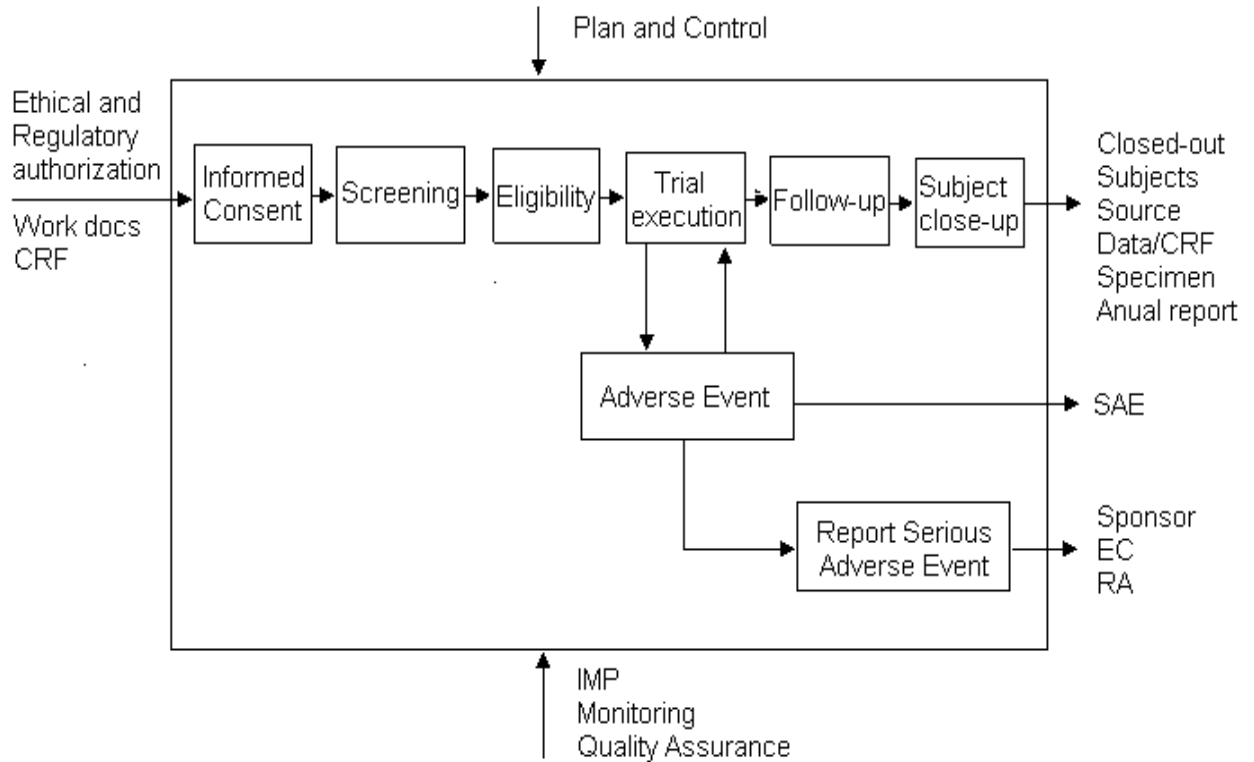 Plan and Control
Ethical and
Regulatory
authorization
Work docs
CRF
Informed
Consent
Screening
Eligibility
Trial
execution
Follow-up
Subject
close-up
Closed-out
Subjects
Source
Data/CRF
Specimen
Anual report
Adverse Event
SAE
Report Serious
Adverse Event
Sponsor
EC
RA
IMP
Monitoring
Quality Assurance